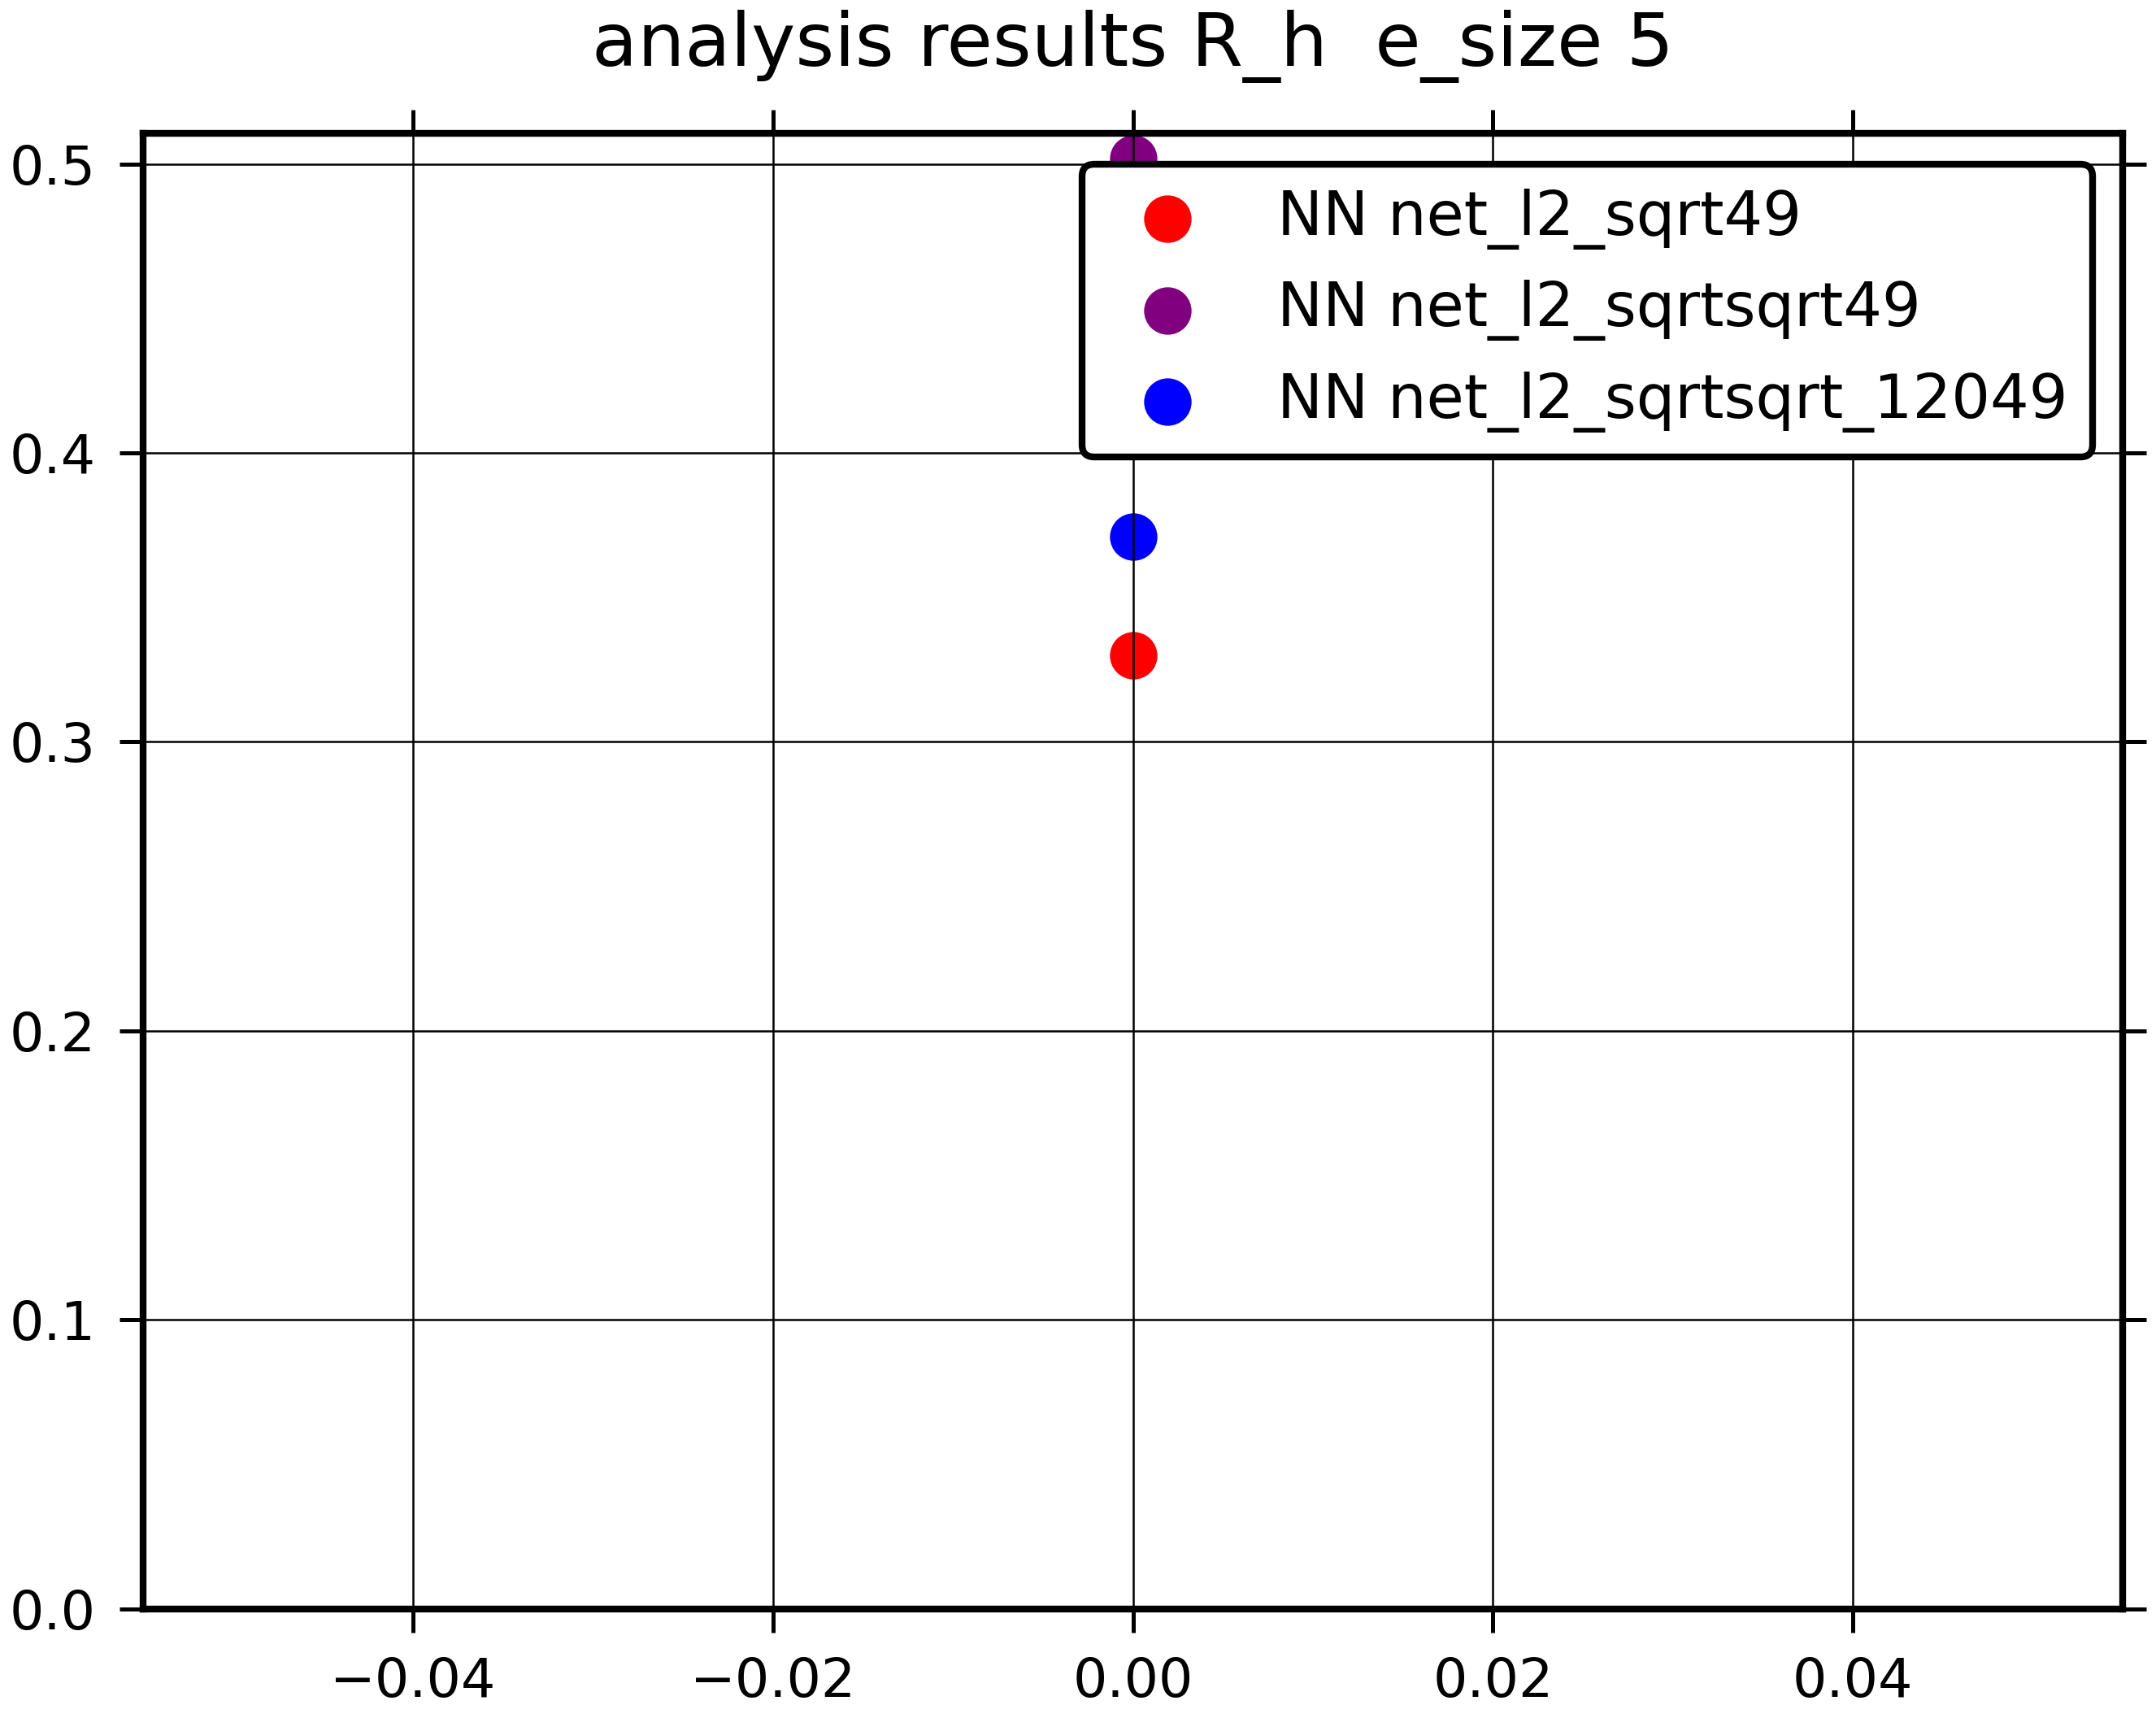 analysis results R_h  e_size 5
0.5
NN net_l2_sqrt49
NN net_l2_sqrtsqrt49
NN net_l2_sqrtsqrt_12049
0.4
0.3
0.2
0.1
0.0
−0.04 −0.02 0.00 0.02 0.04